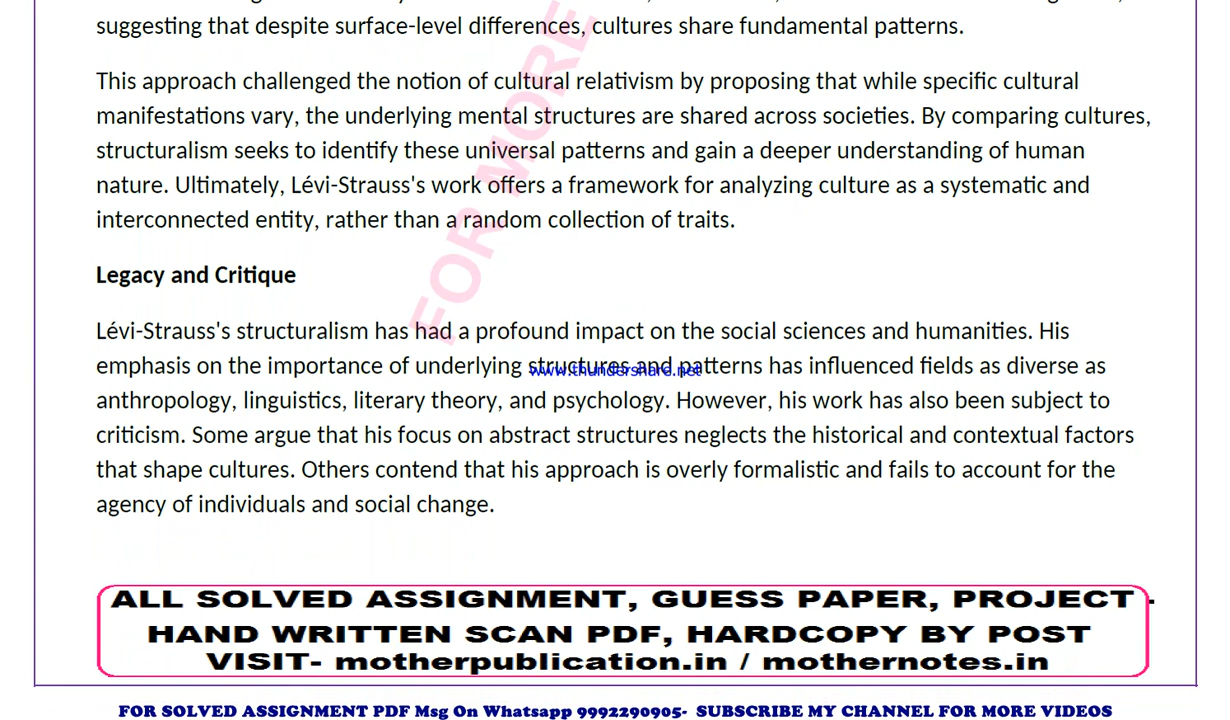 suggesting that despite surface-level differences, cultures share fundamental patterns.
This approach challenged the notion of cultural relativism by proposing that while specific cultural
manifestations vary, the underlying mental structures are shared across societies. By comparing cultures,
structuralism seeks to identify these universal patterns and gain a deeper understanding of human
nature. Ultimately, Lévi-Strauss's work offers a framework for analyzing culture as a systematic and
interconnected entity, rather than a random collection of traits.
FOR MORE
Legacy and Critique
Lévi-Strauss's structuralism has had a profound impact on the social sciences and humanities. His
emphasis on the importance of underlying structures and patterns has influenced fields as diverse as
www.thundershare.net
anthropology, linguistics, literary theory, and psychology. However, his work has also been subject to
criticism. Some argue that his focus on abstract structures neglects the historical and contextual factors
that shape cultures. Others contend that his approach is overly formalistic and fails to account for the
agency of individuals and social change.
ALL SOLVED ASSIGNMENT, GUESS PAPER, PROJECT -
HAND WRITTEN SCAN PDF, HARDCOPY BY POST
VISIT- motherpublication.in / mothernotes.in
FOR SOLVED ASSIGNMENT PDF Msg On Whatsapp 9992290905- SUBSCRIBE MY CHANNEL FOR MORE VIDEOS